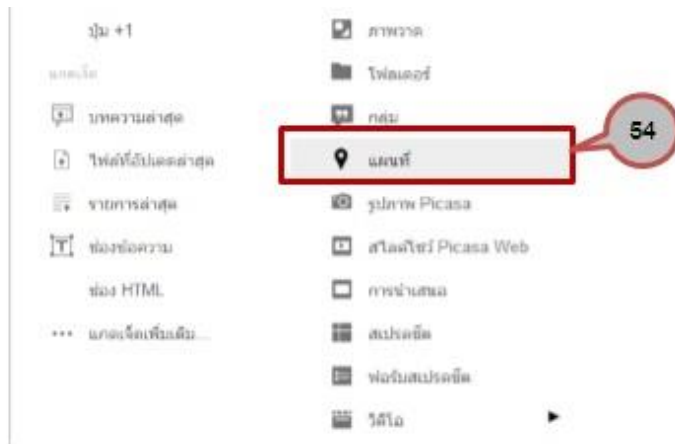 ปุ่ม +1
แกดเจ็ต
บทความล่าสุด
ไฟล์ที่อัปเดตล่าสุด
รายการล่าสุด
ช่องข้อความ
ช่อง HTML
แกดเจ็ตเพิ่มเติม...
ภาพวาด
โฟลเดอร์
กลุ่ม
แผนที่
54
รูปภาพ Picasa
สไลด์โชว์ Picasa Web
การนำเสนอ
สเปรดชีต
ฟอร์มสเปรดชีต
วิดีโอ